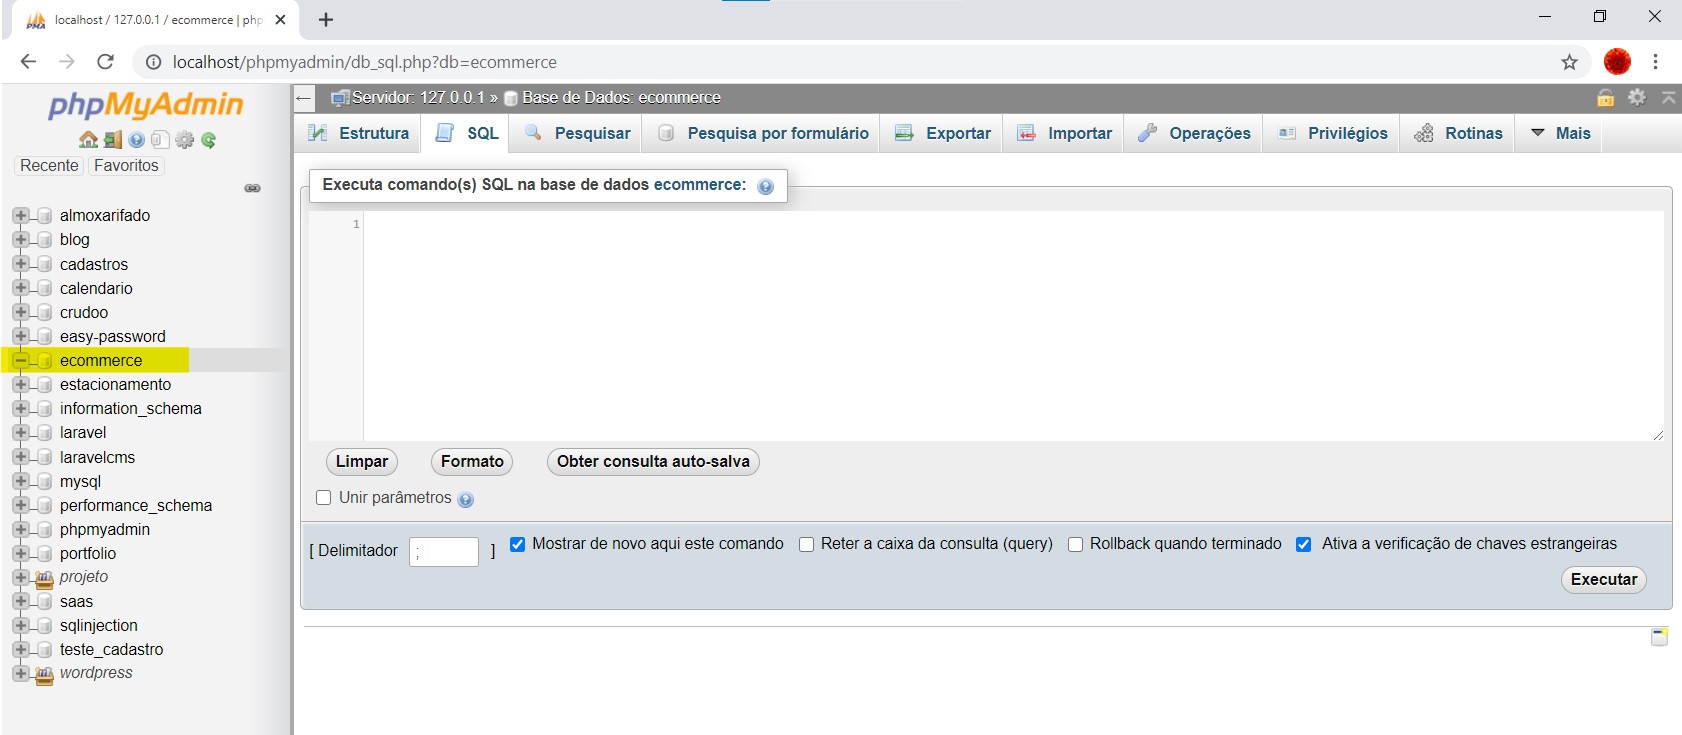 localhost / 127.0.0.1 / ecommerce | php
localhost/phpmyadmin/db_sql.php?db=ecommerce
phpMyAdmin
Recente Favoritos
almoxarifado
blog
cadastros
calendario
crudoo
easy-password
ecommerce
estacionamento
information_schema
laravel
laravelcms
mysql
performance_schema
phpmyadmin
portfolio
projeto
saas
sqlinjection
teste_cadastro
wordpress
Servidor: 127.0.0.1 » Base de Dados: ecommerce
Estrutura SQL Pesquisar Pesquisa por formulário Exportar Importar Operações Privilégios Rotinas Mais
Executa comando(s) SQL na base de dados ecommerce:
1
Limpar Formato Obter consulta auto-salva
Unir parâmetros
[ Delimitador ; ] Mostrar de novo aqui este comando Reter a caixa da consulta (query) Rollback quando terminado Ativa a verificação de chaves estrangeiras
Executar